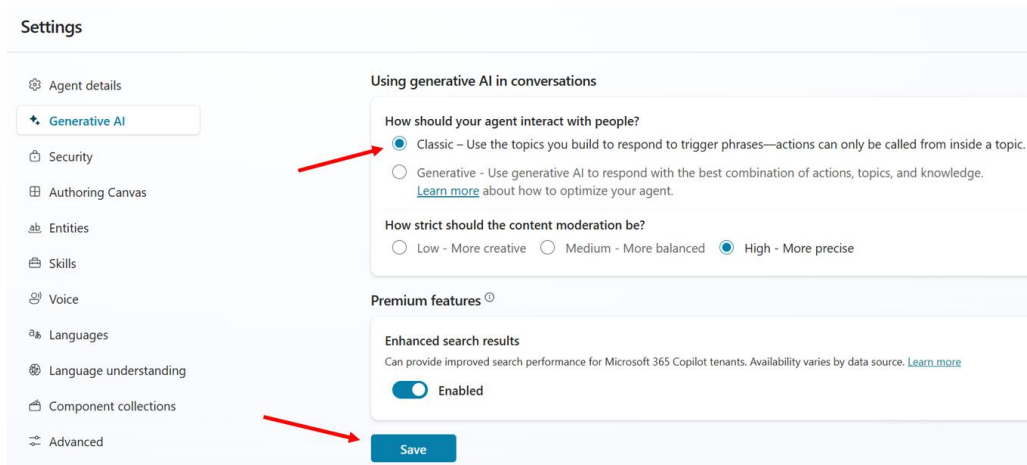 Settings
Agent details
Generative AI
Security
Authoring Canvas
Entities
Skills
Voice
Languages
Language understanding
Component collections
Advanced
Using generative AI in conversations
How should your agent interact with people?
Classic – Use the topics you build to respond to trigger phrases—actions can only be called from inside a topic.
Generative - Use generative AI to respond with the best combination of actions, topics, and knowledge.
Learn more about how to optimize your agent.
How strict should the content moderation be?
Low - More creative Medium - More balanced High - More precise
Premium features
Enhanced search results
Can provide improved search performance for Microsoft 365 Copilot tenants. Availability varies by data source. Learn more
Enabled
Save